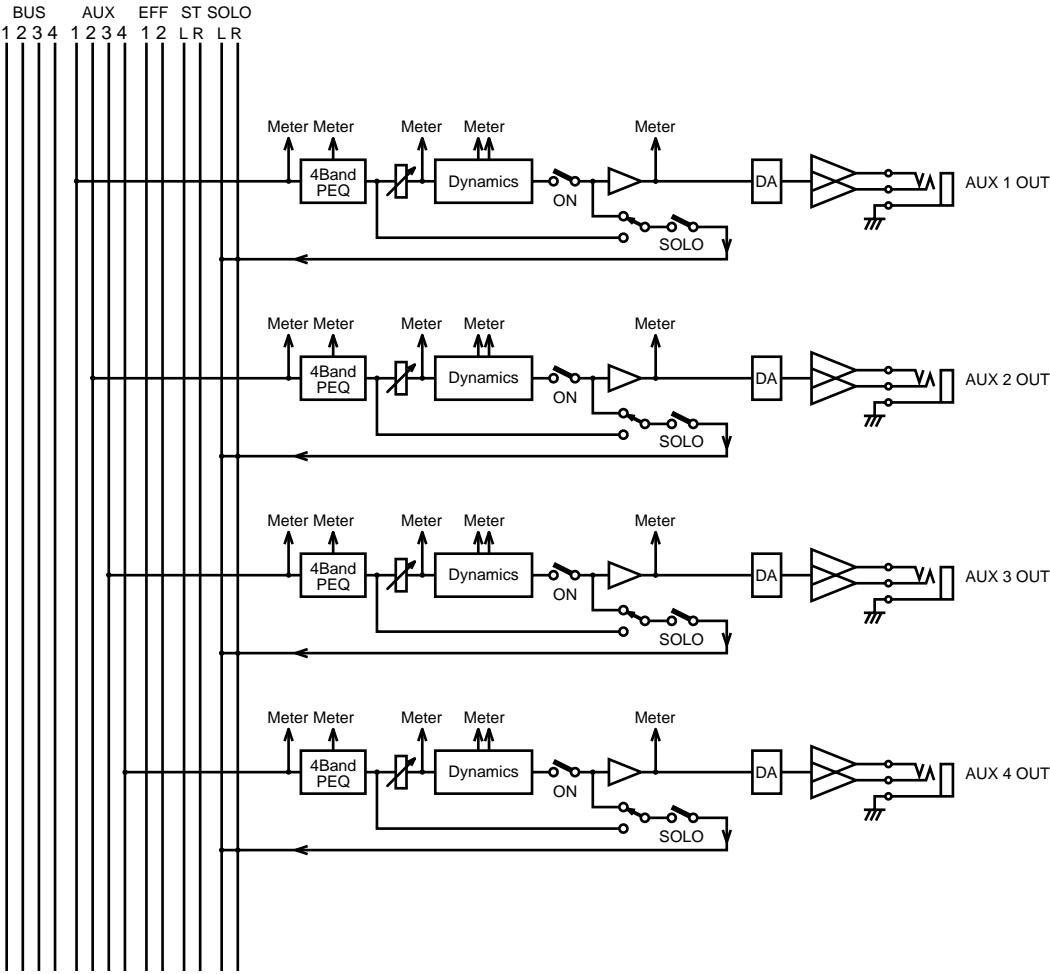 BUS AUX EFF ST SOLO
1 2 3 4 1 2 3 4 1 2 L R L R
Meter Meter Meter Meter Meter
4Band PEQ Dynamics ON SOLO DA AUX 1 OUT
Meter Meter Meter Meter Meter
4Band PEQ Dynamics ON SOLO DA AUX 2 OUT
Meter Meter Meter Meter Meter
4Band PEQ Dynamics ON SOLO DA AUX 3 OUT
Meter Meter Meter Meter Meter
4Band PEQ Dynamics ON SOLO DA AUX 4 OUT